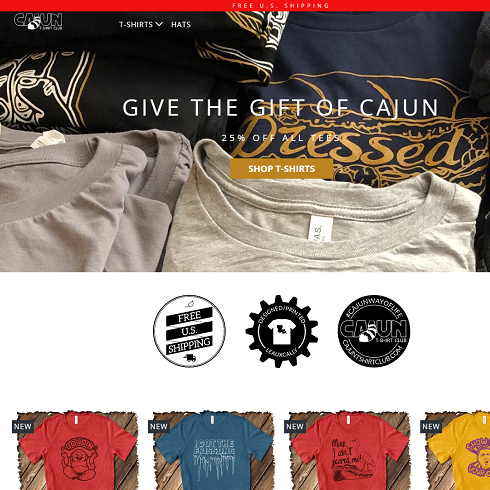 FREE U.S. SHIPPING
CAJUN
T-SHIRT CLUB
T-SHIRTS
HATS
GIVE THE GIFT OF CAJUN
25% OFF ALL TEES
Dressed
SHOP T-SHIRTS
FREE
U.S.
SHIPPING
DESIGNED/PRINTED
LEAUXCALLY
#CAJUNWAYOFLIFE
CAJUN
T-SHIRT CLUB
CAJUNTSHIRTCLUB.COM
NEW
NEW
I GOT THE
FRISSONS
NEW
Mais,
I ain't
scared, me!
NEW
SHOW